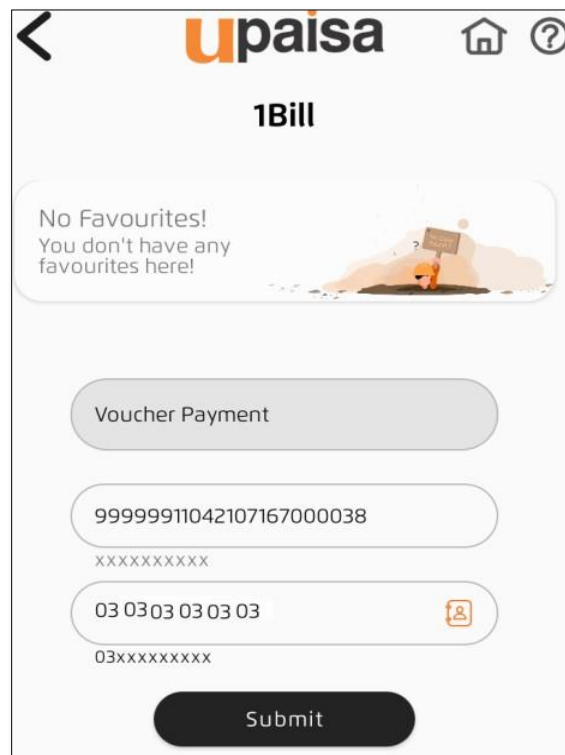 upaisa
1Bill
No Favourites!
You don't have any
favourites here!
?
Voucher Payment
99999911042107167000038
xxxxxxxxxx
03 03 03 03 03 03
03xxxxxxxxx
Submit